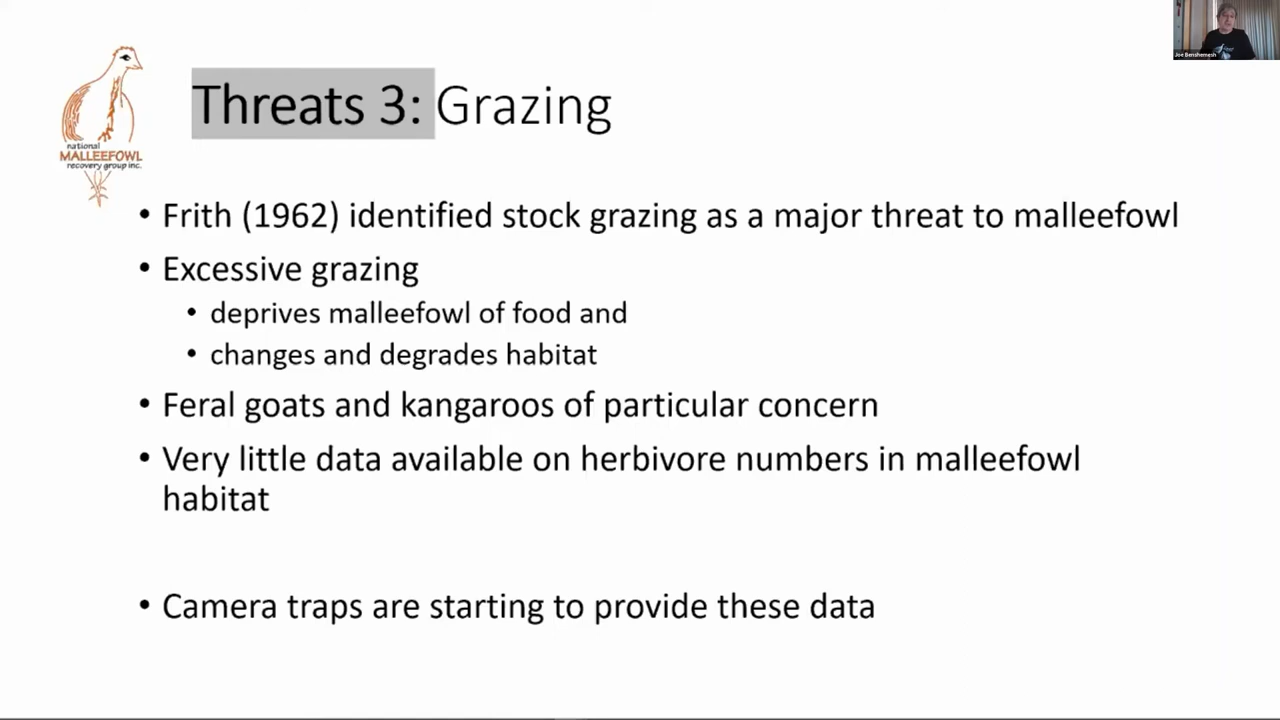 Joe Benshemesh
national
MALLEEFOWL
recovery group inc.
Threats 3: Grazing
• Frith (1962) identified stock grazing as a major threat to malleefowl
• Excessive grazing
• deprives malleefowl of food and
• changes and degrades habitat
• Feral goats and kangaroos of particular concern
• Very little data available on herbivore numbers in malleefowl
habitat
• Camera traps are starting to provide these data